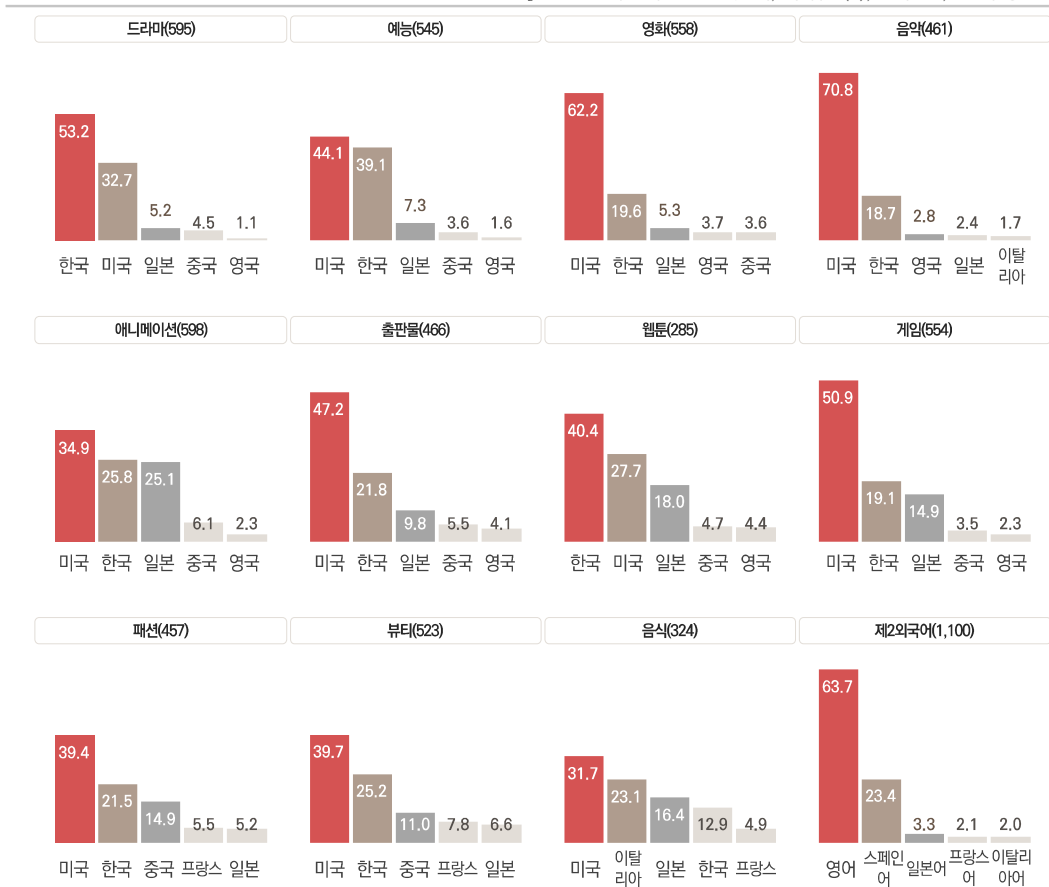 드라마(595) 예능(545) 영화(558) 음악(461)
53.2 32.7 5.2 4.5 1.1
한국 미국 일본 중국 영국
44.1 39.1 7.3 3.6 1.6
미국 한국 일본 중국 영국
62.2 19.6 5.3 3.7 3.6
미국 한국 일본 영국 중국
70.8 18.7 2.8 2.4 1.7
미국 한국 영국 일본 이탈
리아
애니메이션(598) 출판물(466) 웹툰(285) 게임(554)
34.9 25.8 25.1 6.1 2.3
미국 한국 일본 중국 영국
47.2 21.8 9.8 5.5 4.1
미국 한국 일본 중국 영국
40.4 27.7 18.0 4.7 4.4
한국 미국 일본 중국 영국
50.9 19.1 14.9 3.5 2.3
미국 한국 일본 중국 영국
패션(457) 뷰티(523) 음식(324) 제2외국어(1,100)
39.4 21.5 14.9 5.5 5.2
미국 한국 중국 프랑스 일본
39.7 25.2 11.0 7.8 6.6
미국 한국 중국 프랑스 일본
31.7 23.1 16.4 12.9 4.9
미국 이탈 일본 한국 프랑스
리아
63.7 23.4 3.3 2.1 2.0
영어 스페인 일본어 프랑스 이탈리
어 어 아어